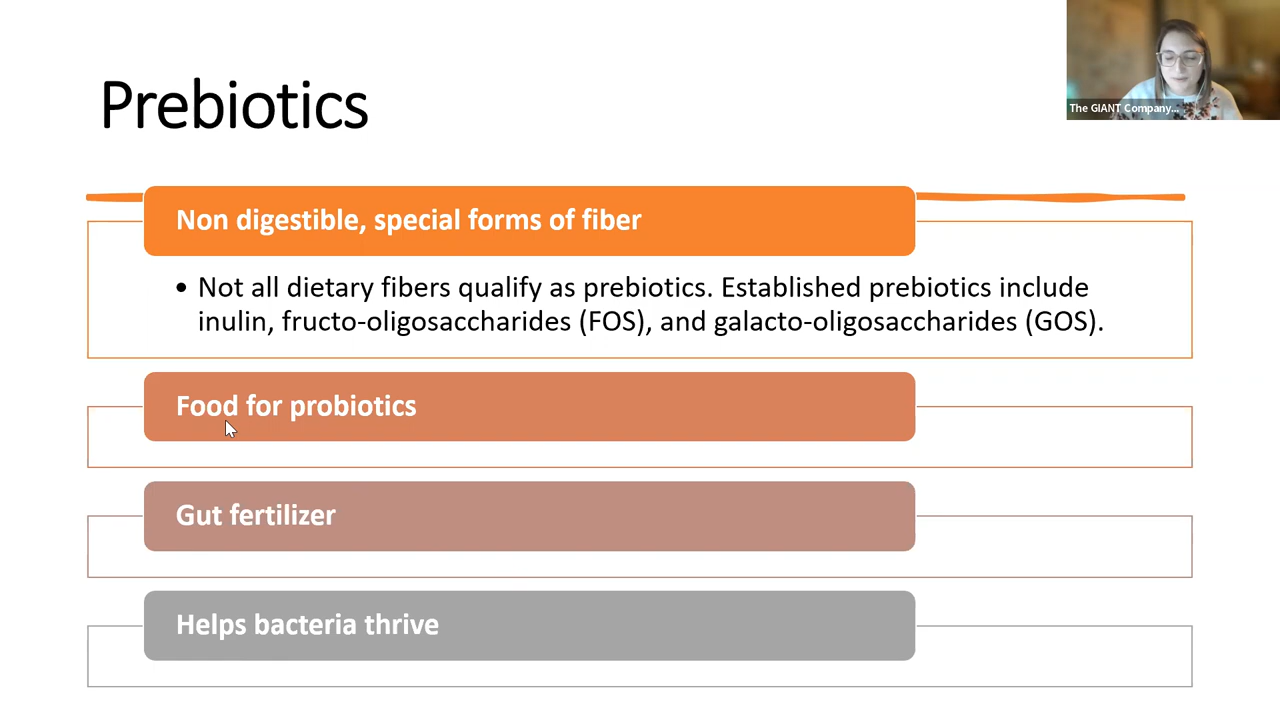 Prebiotics
The GIANT Company...
Non digestible, special forms of fiber
• Not all dietary fibers qualify as prebiotics. Established prebiotics include
inulin, fructo-oligosaccharides (FOS), and galacto-oligosaccharides (GOS).
Food for probiotics
Gut fertilizer
Helps bacteria thrive